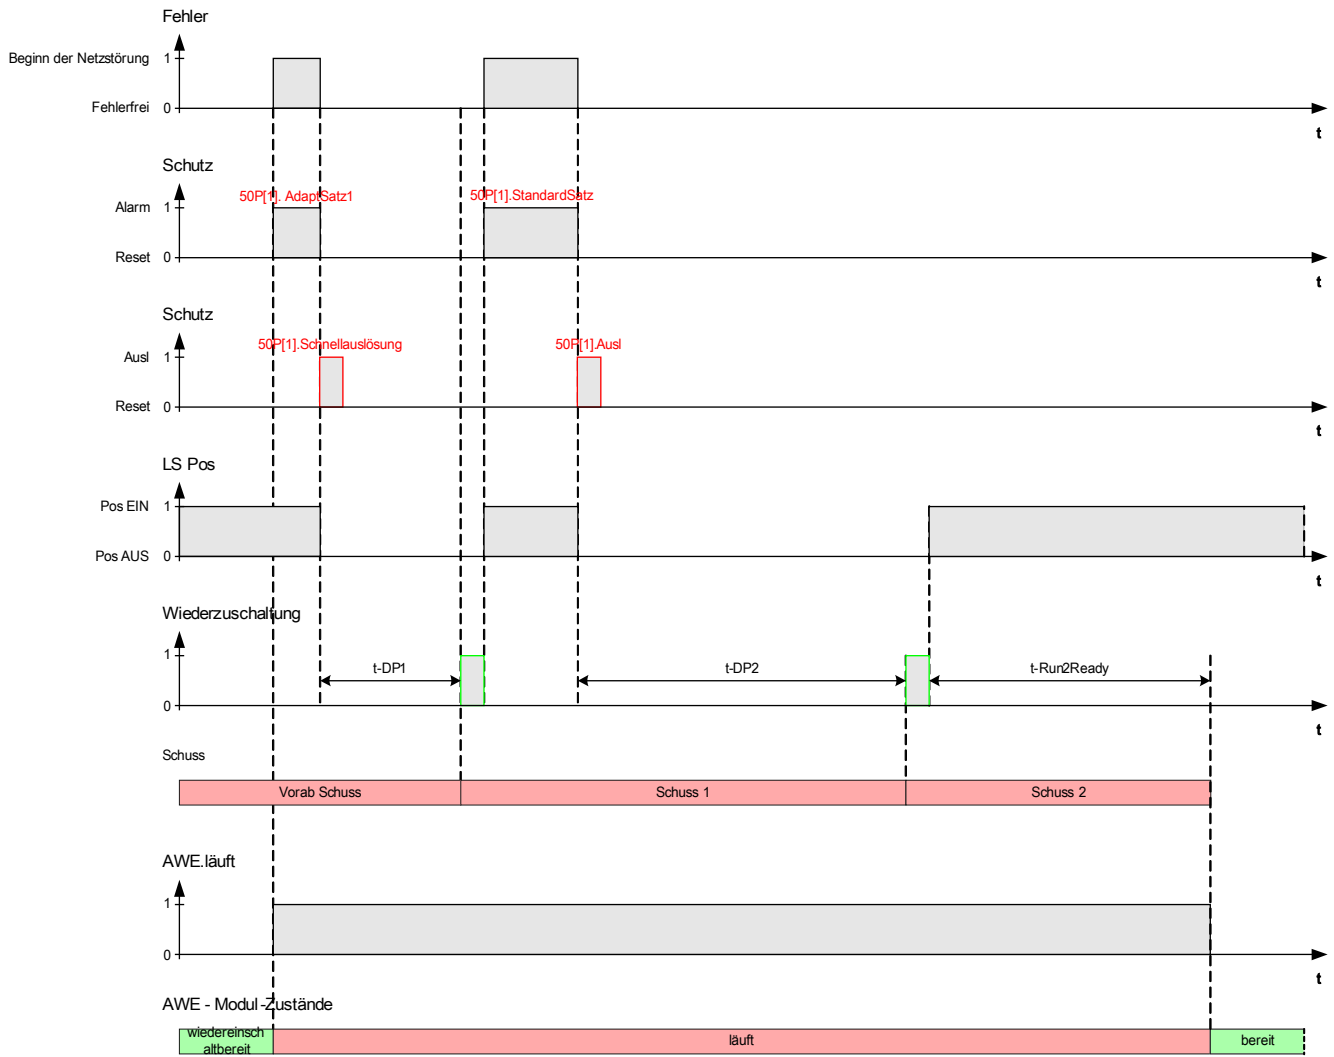 Fehler
Beginn der Netzstörung 1
Fehlerfrei 0
t
Schutz
50P[1]. AdaptSatz1 50P[1].StandardSatz
Alarm 1
Reset 0
t
Schutz
50P[1].Schnellauslösung 50P[1].Ausl
Ausl 1
Reset 0
t
LS Pos
Pos EIN 1
Pos AUS 0
t
Wiederzuschaltung
1
t-DP1 t-DP2 t-Run2Ready
0
t
Schuss
Vorab Schuss Schuss 1 Schuss 2
AWE.läuft
1
0
t
AWE - Modul-Zustände
wiedereinsch
altbereit
läuft bereit